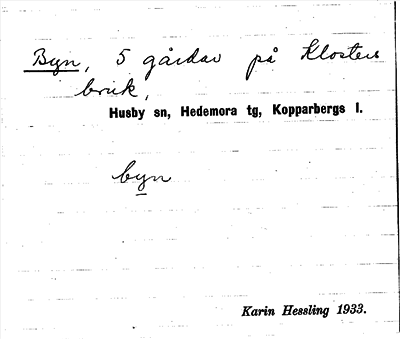 Byn, 5 gårdar på Klosters
bruk,
Husby sn, Hedemora tg, Kopparbergs l.
byn
Karin Hessling 1933.